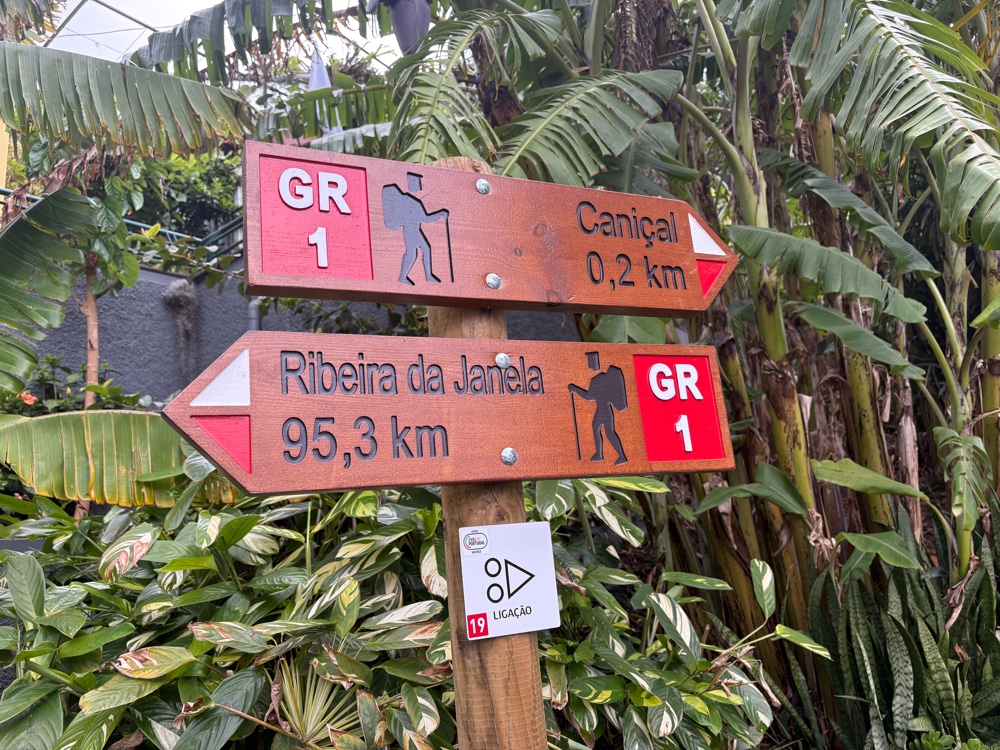 GR
1
Caniçal
0,2 km
Ribeira da Janela
95,3 km
GR
1
LIGAÇÃO
19